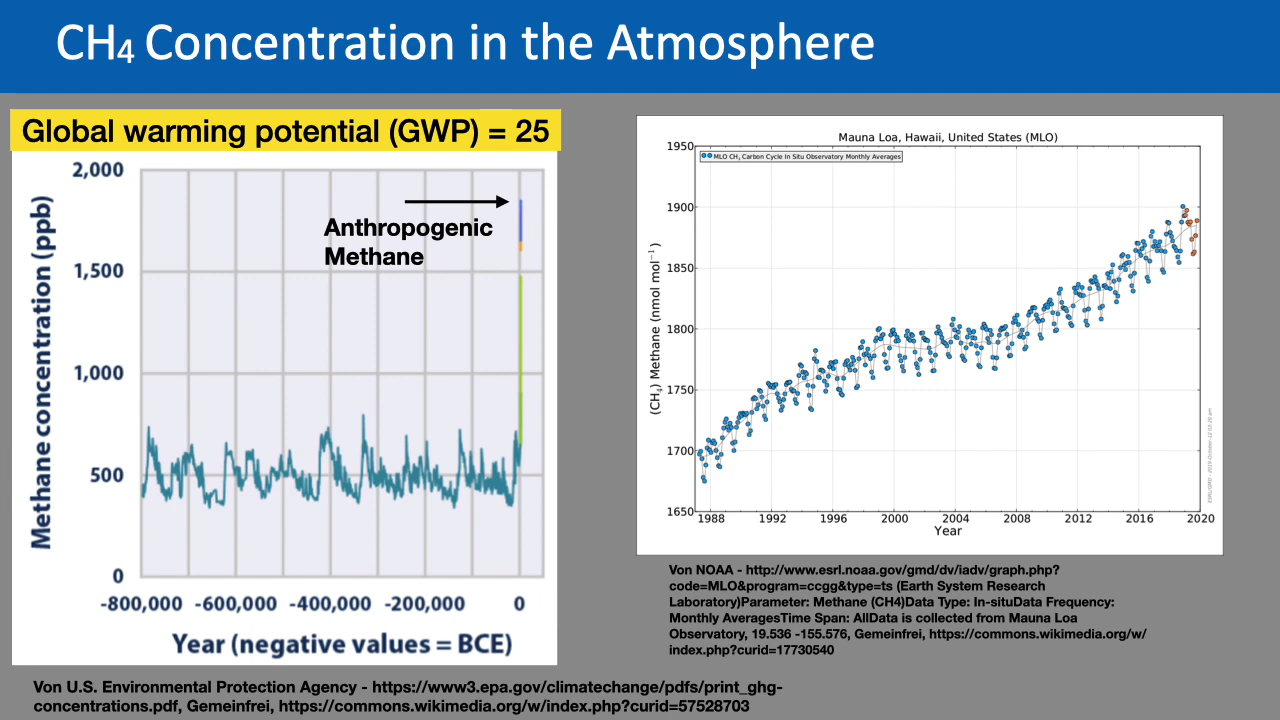 CH4 Concentration in the Atmosphere
Global warming potential (GWP) = 25
Methane concentration (ppb)
2,000
1,500
1,000
500
0
Anthropogenic
Methane
-800,000 -600,000 -400,000 -200,000 0
Year (negative values = BCE)
Von U.S. Environmental Protection Agency - https://www3.epa.gov/climatechange/pdfs/print_ghg-
concentrations.pdf, Gemeinfrei, https://commons.wikimedia.org/w/index.php?curid=57528703
Mauna Loa, Hawaii, United States (MLO)
MLO CH4 Carbon Cycle In Situ Observatory Monthly Averages
(CH4) Methane (nmol mol⁻¹)
1950
1900
1850
1800
1750
1700
1650
1988 1992 1996 2000 2004 2008 2012 2016 2020
Year
Von NOAA - http://www.esrl.noaa.gov/gmd/dv/iadv/graph.php?
code=MLO&program=ccgg&type=ts (Earth System Research
Laboratory)Parameter: Methane (CH4)Data Type: In-situData Frequency:
Monthly AveragesTime Span: AllData is collected from Mauna Loa
Observatory, 19.536 -155.576, Gemeinfrei, https://commons.wikimedia.org/w/
index.php?curid=17730540